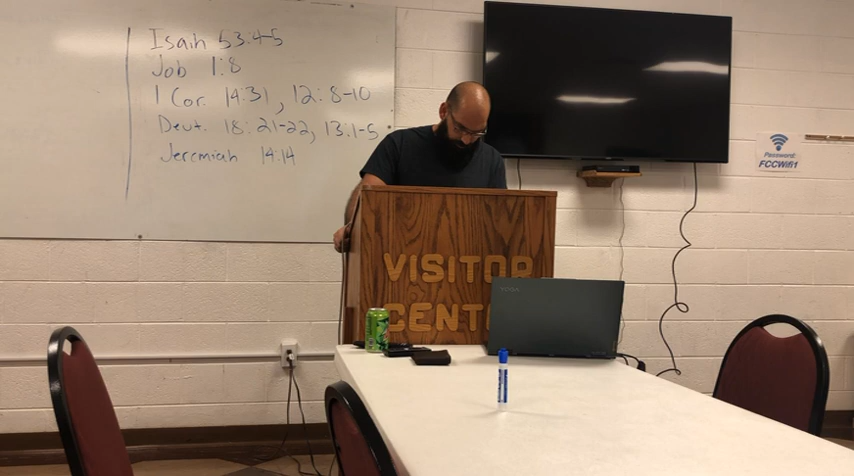 Isaih 53:4-5
Job 1:8
1 Cor. 14:31, 12:8-10
Deut. 18:21-22, 13:1-5
Jeremiah 14:14
Password:
FCCWifi1
VISITOR
CENT
YOGA